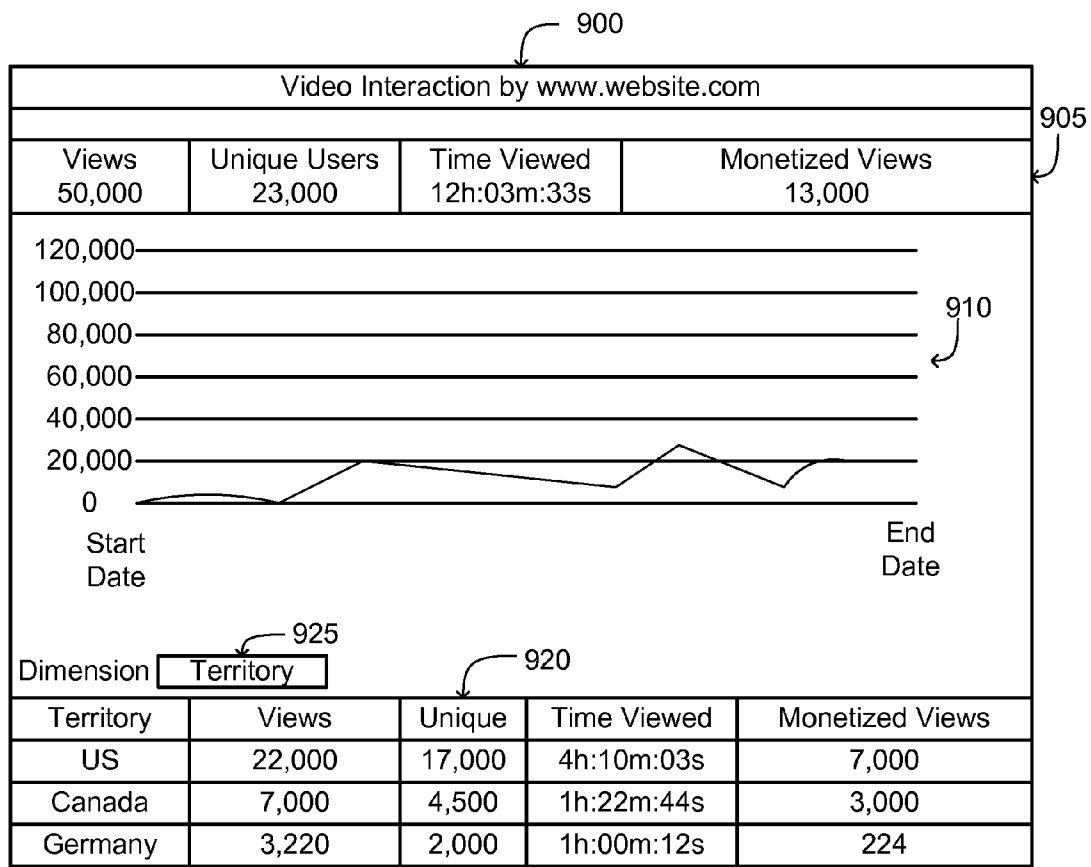 900
Video Interaction by www.website.com
905
Views Unique Users Time Viewed Monetized Views
50,000 23,000 12h:03m:33s 13,000
120,000
100,000
910
80,000
60,000
40,000
20,000
0
Start Date
End Date
925
920
Dimension Territory
Territory Views Unique Time Viewed Monetized Views
US 22,000 17,000 4h:10m:03s 7,000
Canada 7,000 4,500 1h:22m:44s 3,000
Germany 3,220 2,000 1h:00m:12s 224